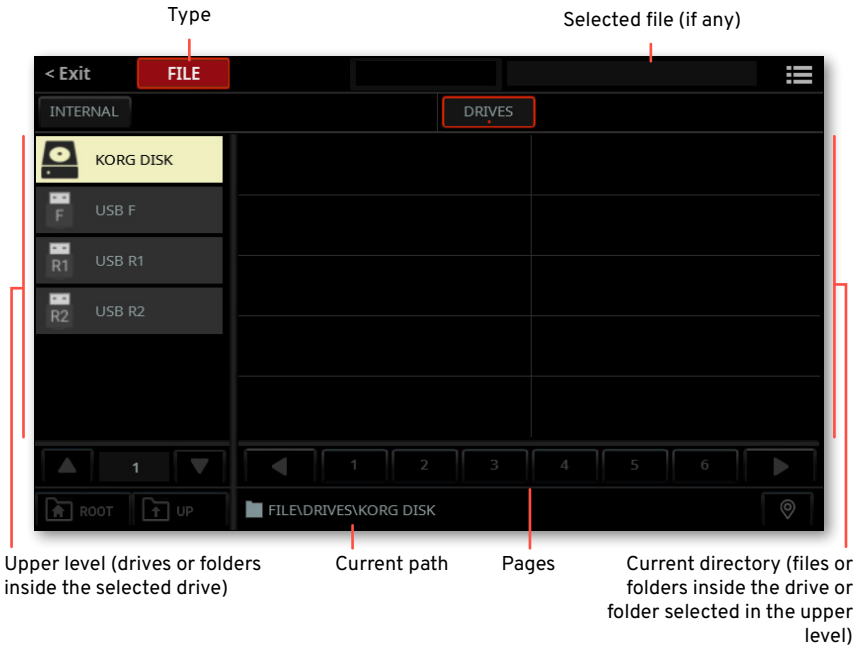 Type
Selected file (if any)
< Exit
FILE
INTERNAL
DRIVES
KORG DISK
F
USB F
R1
USB R1
R2
USB R2
1
1
2
3
4
5
6
ROOT
UP
FILE\DRIVES\KORG DISK
Upper level (drives or folders
inside the selected drive)
Current path
Pages
Current directory (files or
folders inside the drive or
folder selected in the upper
level)